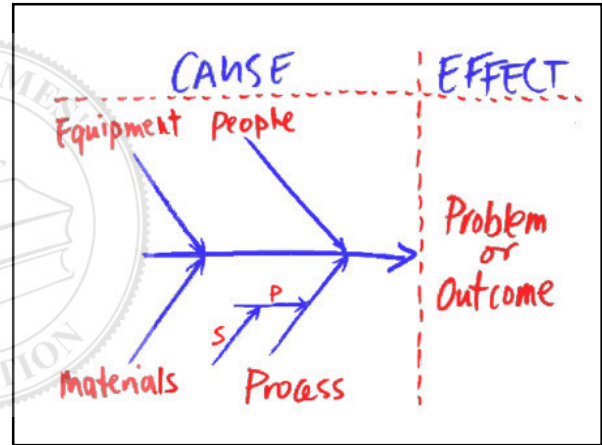 CAUSE
EFFECT
Equipment People
Problem
or
Outcome
P
S
Materials Process